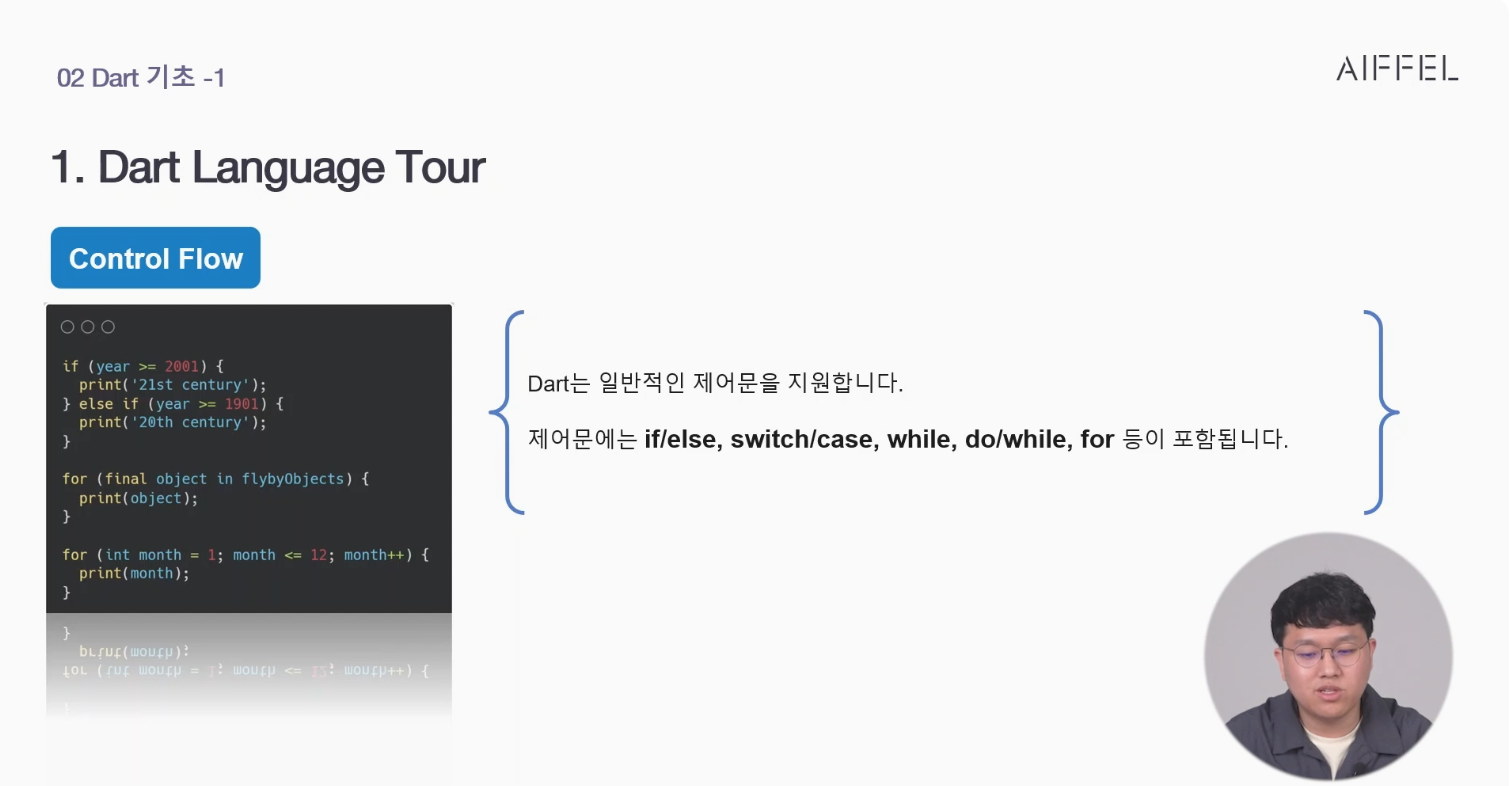 02 Dart 기초 -1
AIFFEL
1. Dart Language Tour
Control Flow
if (year >= 2001) {
  print('21st century');
} else if (year >= 1901) {
  print('20th century');
}
for (final object in flybyObjects) {
  print(object);
}
for (int month = 1; month <= 12; month++) {
  print(month);
}
Dart는 일반적인 제어문을 지원합니다.
제어문에는 if/else, switch/case, while, do/while, for 등이 포함됩니다.